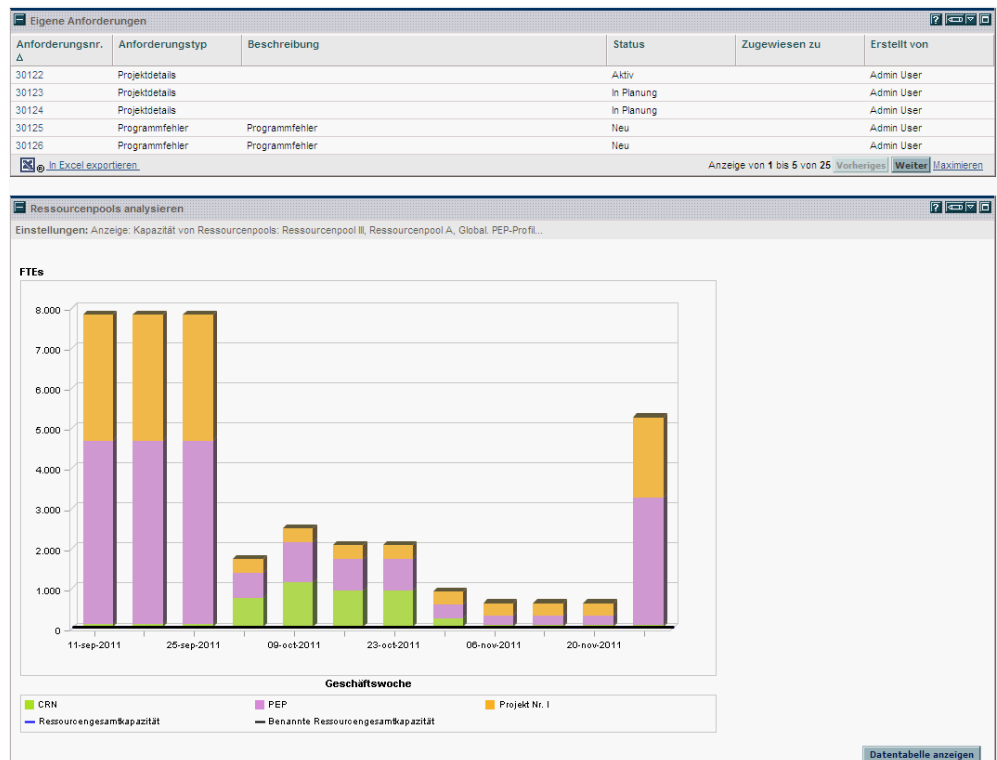 Eigene Anforderungen
Anforderungsnr. Anforderungstyp Beschreibung Status Zugewiesen zu Erstellt von
30122 Projektdetails Aktiv Admin User
30123 Projektdetails In Planung Admin User
30124 Projektdetails In Planung Admin User
30125 Programmfehler Programmfehler Neu Admin User
30126 Programmfehler Programmfehler Neu Admin User
In Excel exportieren Anzeige von 1 bis 5 von 25 Vorheriges Weiter Maximieren
Ressourcenpools analysieren
Einstellungen: Anzeige: Kapazität von Ressourcenpools: Ressourcenpool III, Ressourcenpool A, Global. PEP-Profil...
FTEs
8.000
7.000
6.000
5.000
4.000
3.000
2.000
1.000
0
11-sep-2011 25-sep-2011 09-oct-2011 23-oct-2011 06-nov-2011 20-nov-2011
Geschäftswoche
CRN PEP Projekt Nr. I
Ressourcengesamtkapazität Benannte Ressourcengesamtkapazität
Datentabelle anzeigen